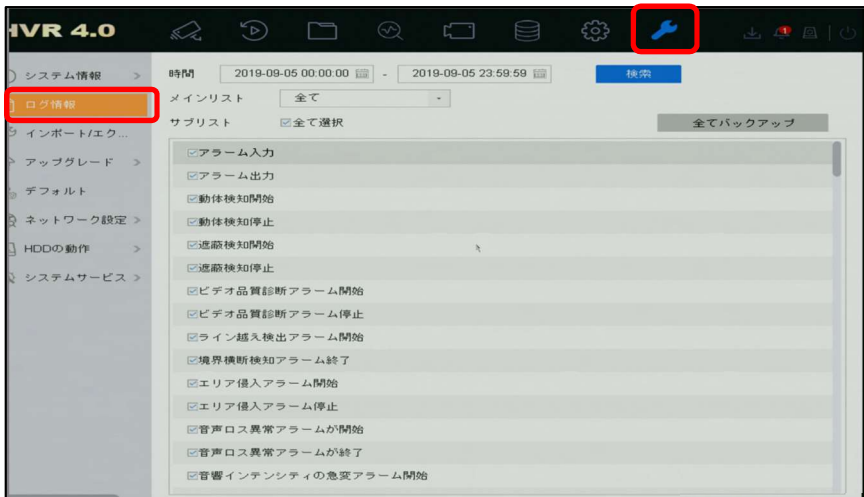 HVR 4.0
システム情報 >
時間 2019-09-05 00:00:00 - 2019-09-05 23:59:59 検索
ログ情報
メインリスト 全て
サブリスト 全て選択 全てバックアップ
インポート/エク...
アップグレード >
デフォルト
ネットワーク設定 >
HDDの動作 >
システムサービス >
アラーム入力
アラーム出力
動体検知開始
動体検知停止
遮蔽検知開始
遮蔽検知停止
ビデオ品質診断アラーム開始
ビデオ品質診断アラーム停止
ライン越え検出アラーム開始
境界横断検知アラーム終了
エリア侵入アラーム開始
エリア侵入アラーム停止
音声ロス異常アラームが開始
音声ロス異常アラームが終了
音響インテンシティの急変アラーム開始